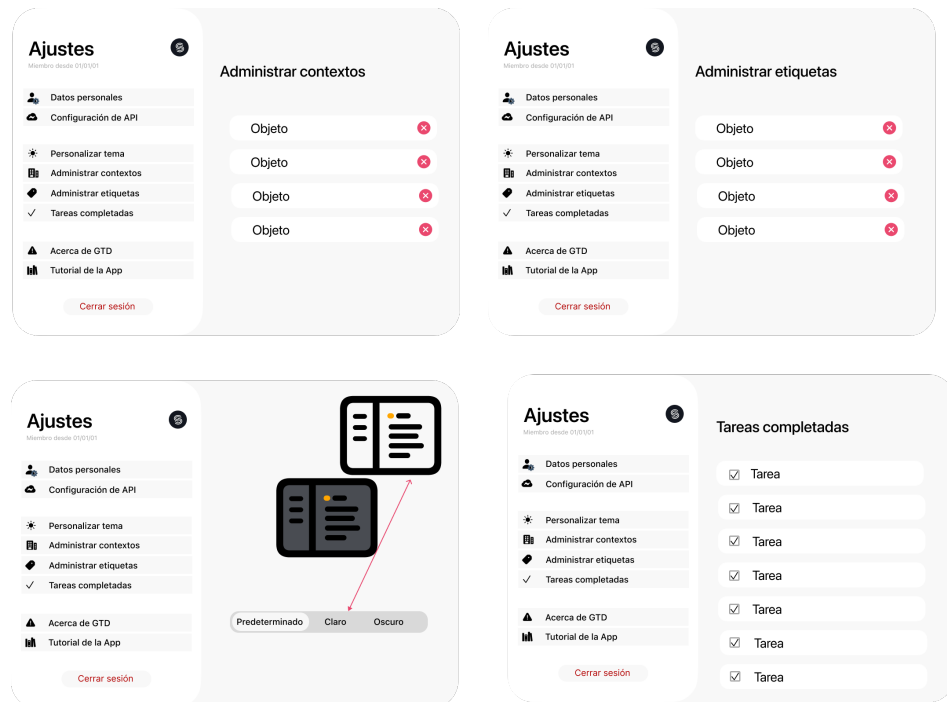 Ajustes
Miembro desde 01/01/01
Datos personales
Configuración de API
Personalizar tema
Administrar contextos
Administrar etiquetas
Tareas completadas
Acerca de GTD
Tutorial de la App
Cerrar sesión
Administrar contextos
Objeto
Objeto
Objeto
Objeto
Ajustes
Miembro desde 01/01/01
Datos personales
Configuración de API
Personalizar tema
Administrar contextos
Administrar etiquetas
Tareas completadas
Acerca de GTD
Tutorial de la App
Cerrar sesión
Administrar etiquetas
Objeto
Objeto
Objeto
Objeto
Ajustes
Miembro desde 01/01/01
Datos personales
Configuración de API
Personalizar tema
Administrar contextos
Administrar etiquetas
Tareas completadas
Acerca de GTD
Tutorial de la App
Cerrar sesión
Predeterminado Claro Oscuro
Ajustes
Miembro desde 01/01/01
Datos personales
Configuración de API
Personalizar tema
Administrar contextos
Administrar etiquetas
Tareas completadas
Acerca de GTD
Tutorial de la App
Cerrar sesión
Tareas completadas
Tarea
Tarea
Tarea
Tarea
Tarea
Tarea
Tarea